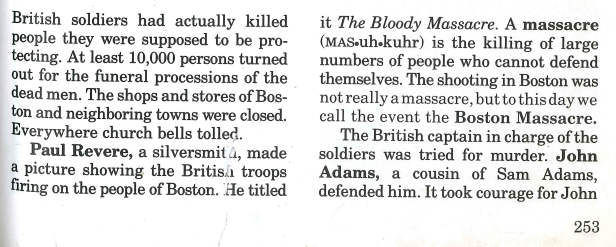 British soldiers had actually killed
people they were supposed to be pro-
tecting. At least 10,000 persons turned
out for the funeral processions of the
dead men. The shops and stores of Bos-
ton and neighboring towns were closed.
Everywhere church bells tolled.
Paul Revere, a silversmith, made
a picture showing the British troops
firing on the people of Boston. He titled
it The Bloody Massacre. A massacre
(MAS•uh•kuhr) is the killing of large
numbers of people who cannot defend
themselves. The shooting in Boston was
not really a massacre, but to this day we
call the event the Boston Massacre.
The British captain in charge of the
soldiers was tried for murder. John
Adams, a cousin of Sam Adams,
defended him. It took courage for John
253